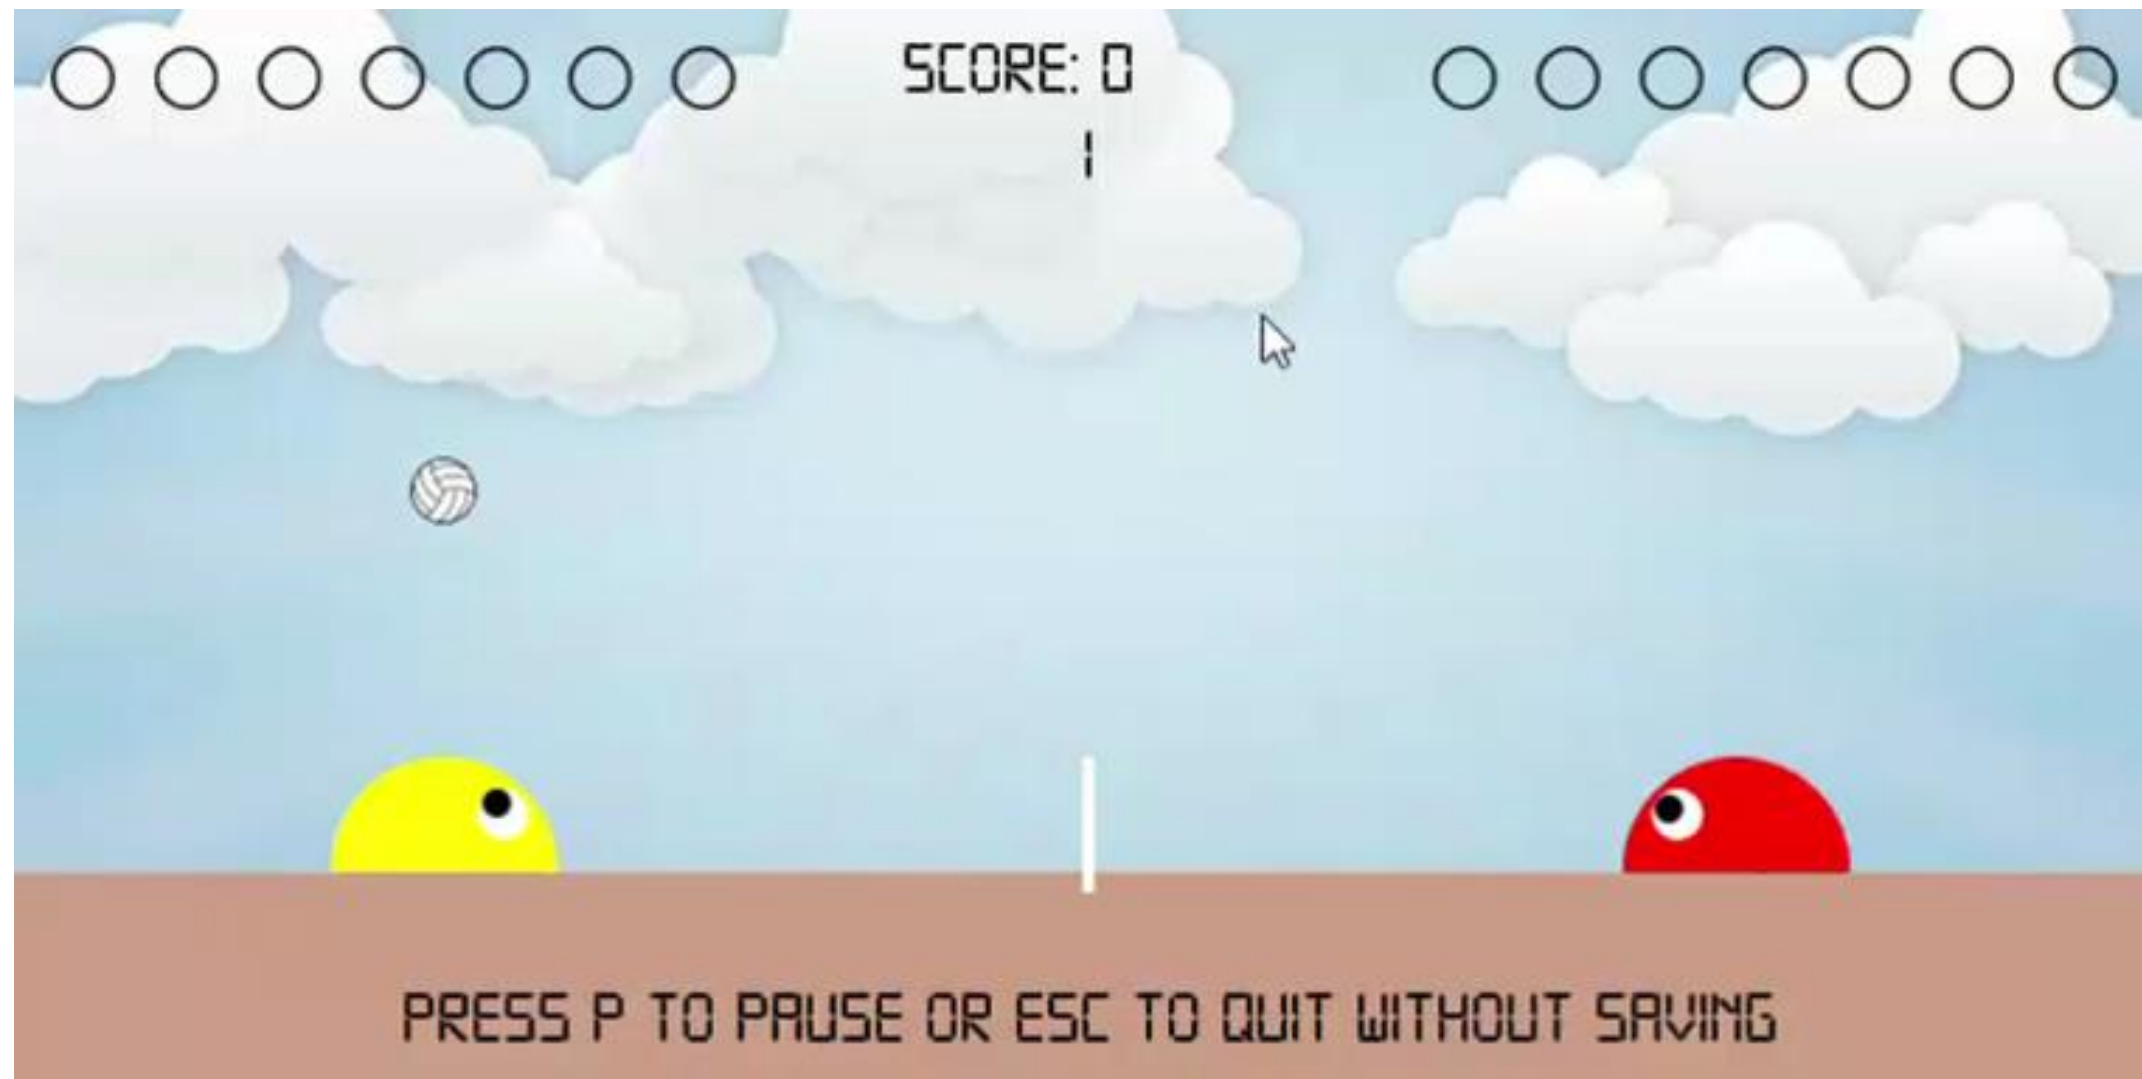 SCORE: 0
1
PRESS P TO PAUSE OR ESC TO QUIT WITHOUT SAVING